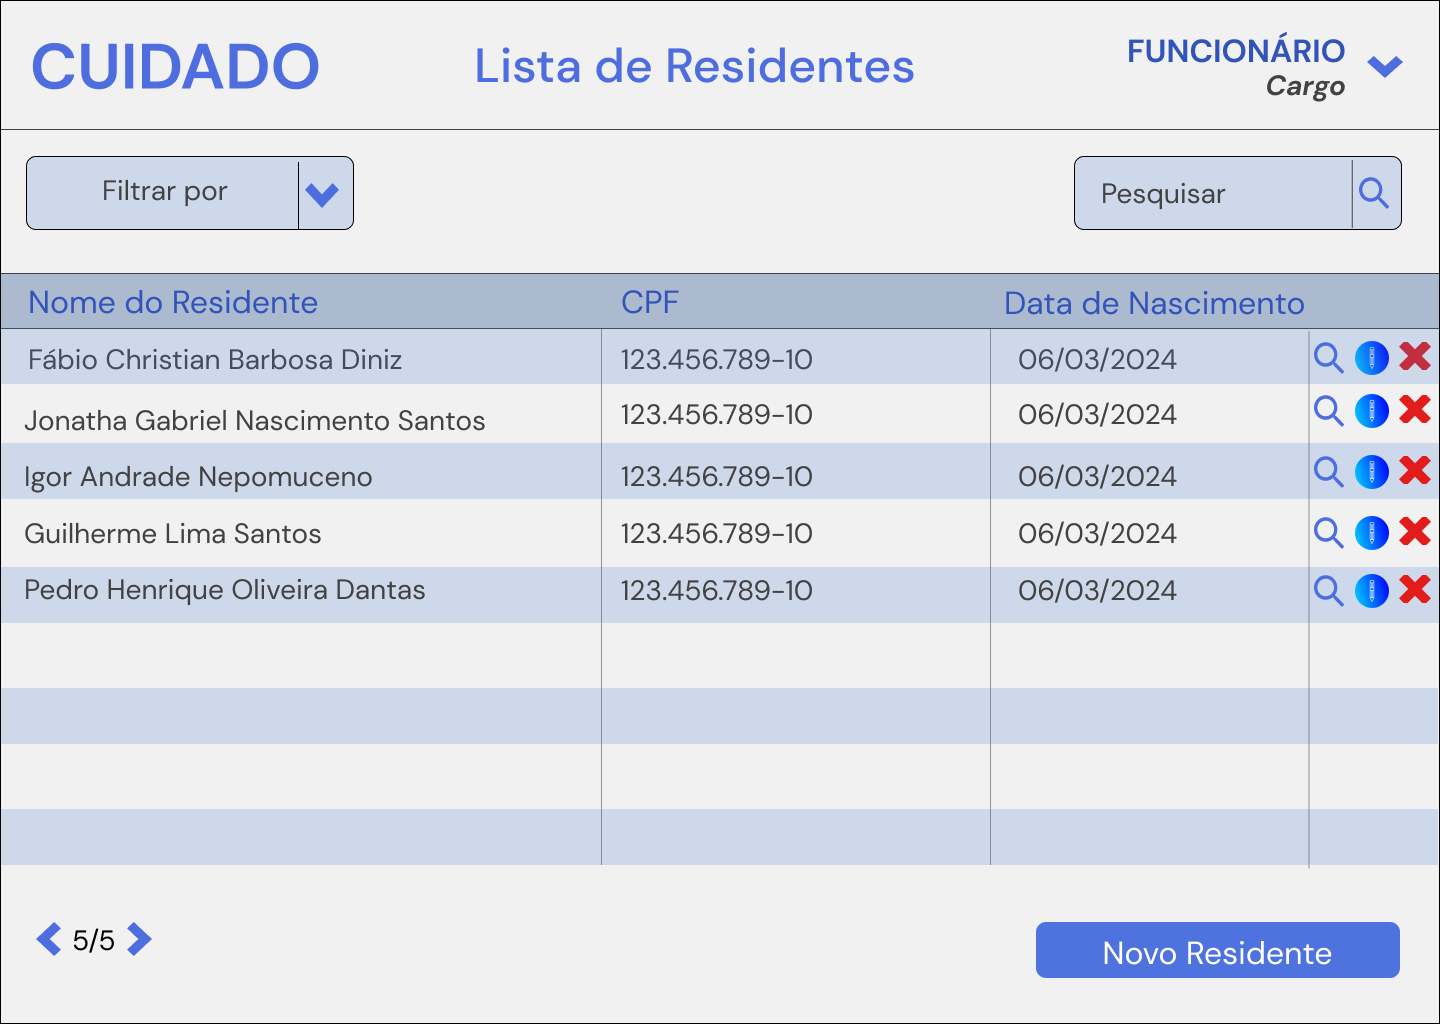 CUIDADO
Lista de Residentes
FUNCIONÁRIO
Cargo
Filtrar por
Pesquisar
Nome do Residente CPF Data de Nascimento
Fábio Christian Barbosa Diniz 123.456.789-10 06/03/2024
Jonatha Gabriel Nascimento Santos 123.456.789-10 06/03/2024
Igor Andrade Nepomuceno 123.456.789-10 06/03/2024
Guilherme Lima Santos 123.456.789-10 06/03/2024
Pedro Henrique Oliveira Dantas 123.456.789-10 06/03/2024
5/5
Novo Residente